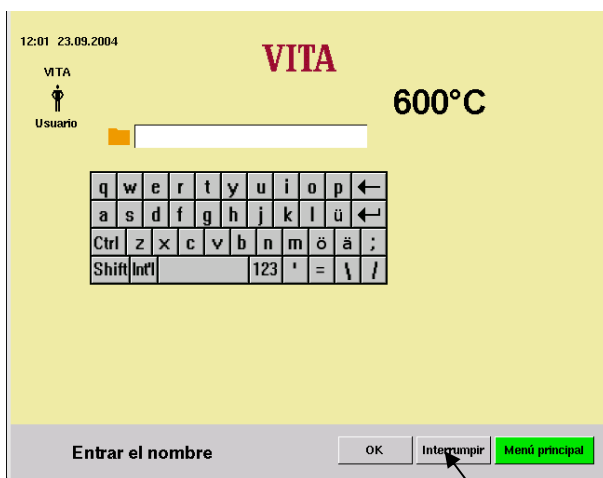 12:01 23.09.2004
VITA
VITA
600°C
Usuario
q w e r t y u i o p ←
a s d f g h j k l ü ↵
Ctrl z x c v b n m ö ä ;
Shift Int'l 123 ' = \ /
Entrar el nombre
OK
Interrumpir
Menú principal